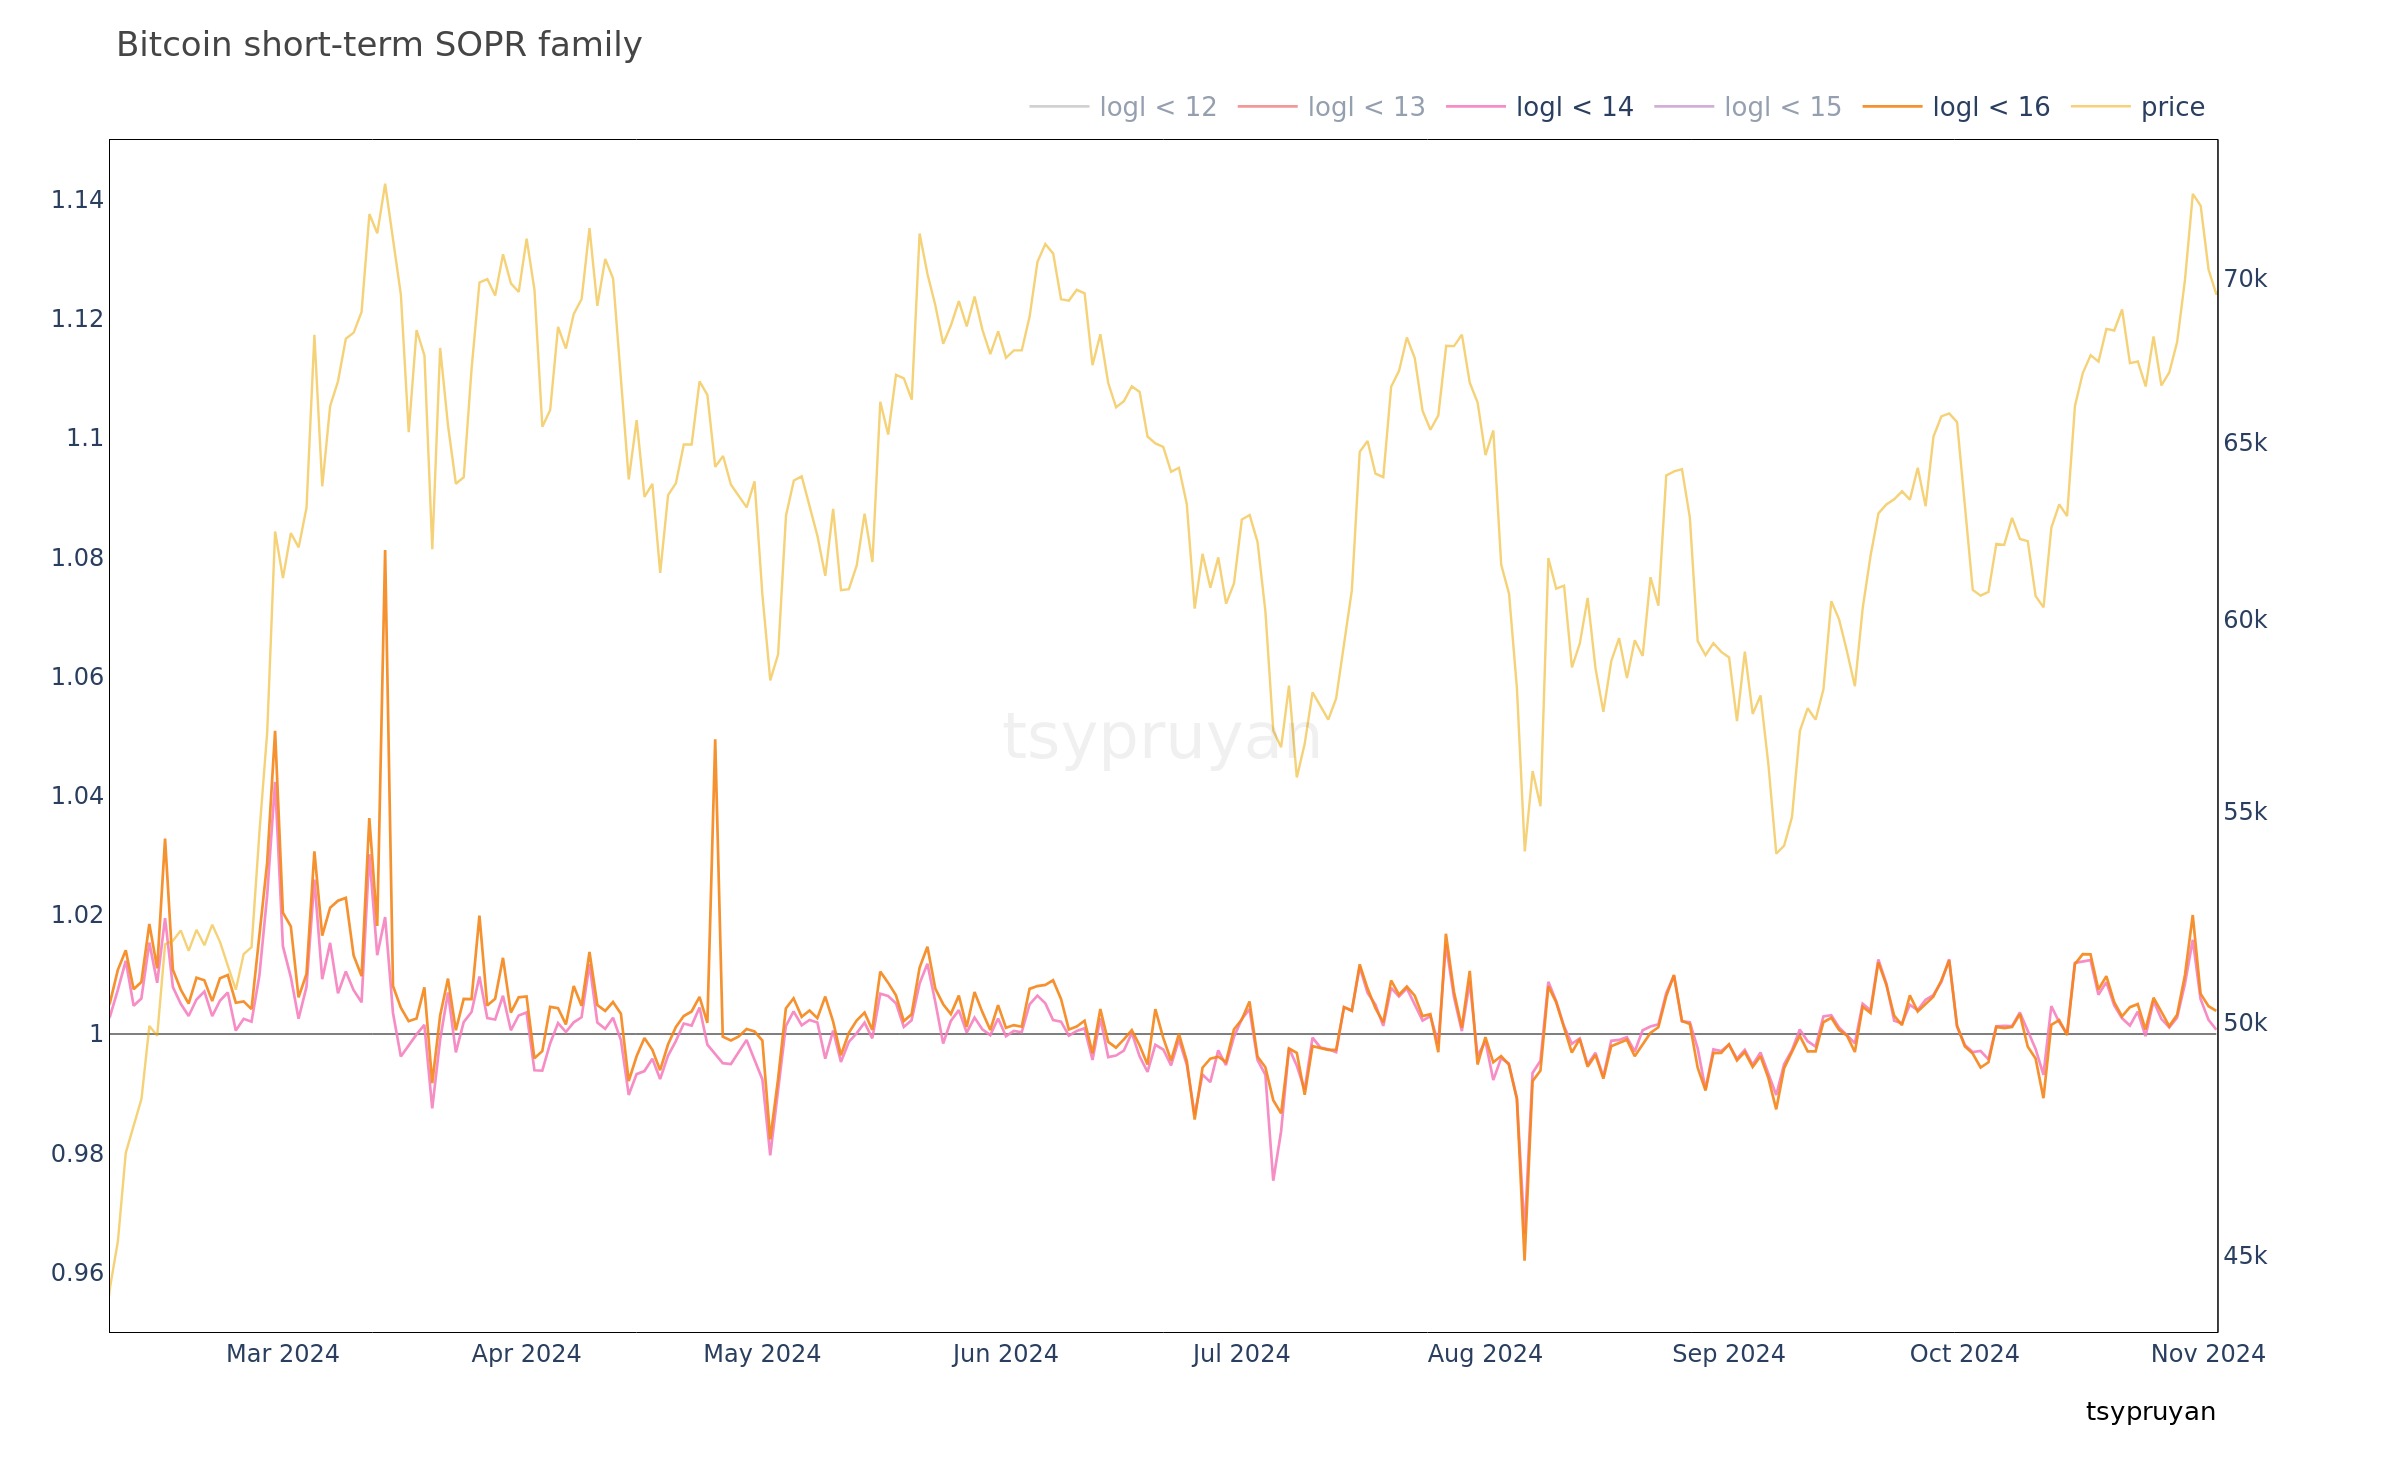 Bitcoin short-term SOPR family
logl < 12 logl < 13 logl < 14 logl < 15 logl < 16 price
1.14
1.12
1.1
1.08
1.06
1.04
1.02
1
0.98
0.96
70k
65k
60k
55k
50k
45k
tsypruyan
Mar 2024 Apr 2024 May 2024 Jun 2024 Jul 2024 Aug 2024 Sep 2024 Oct 2024 Nov 2024
tsypruyan